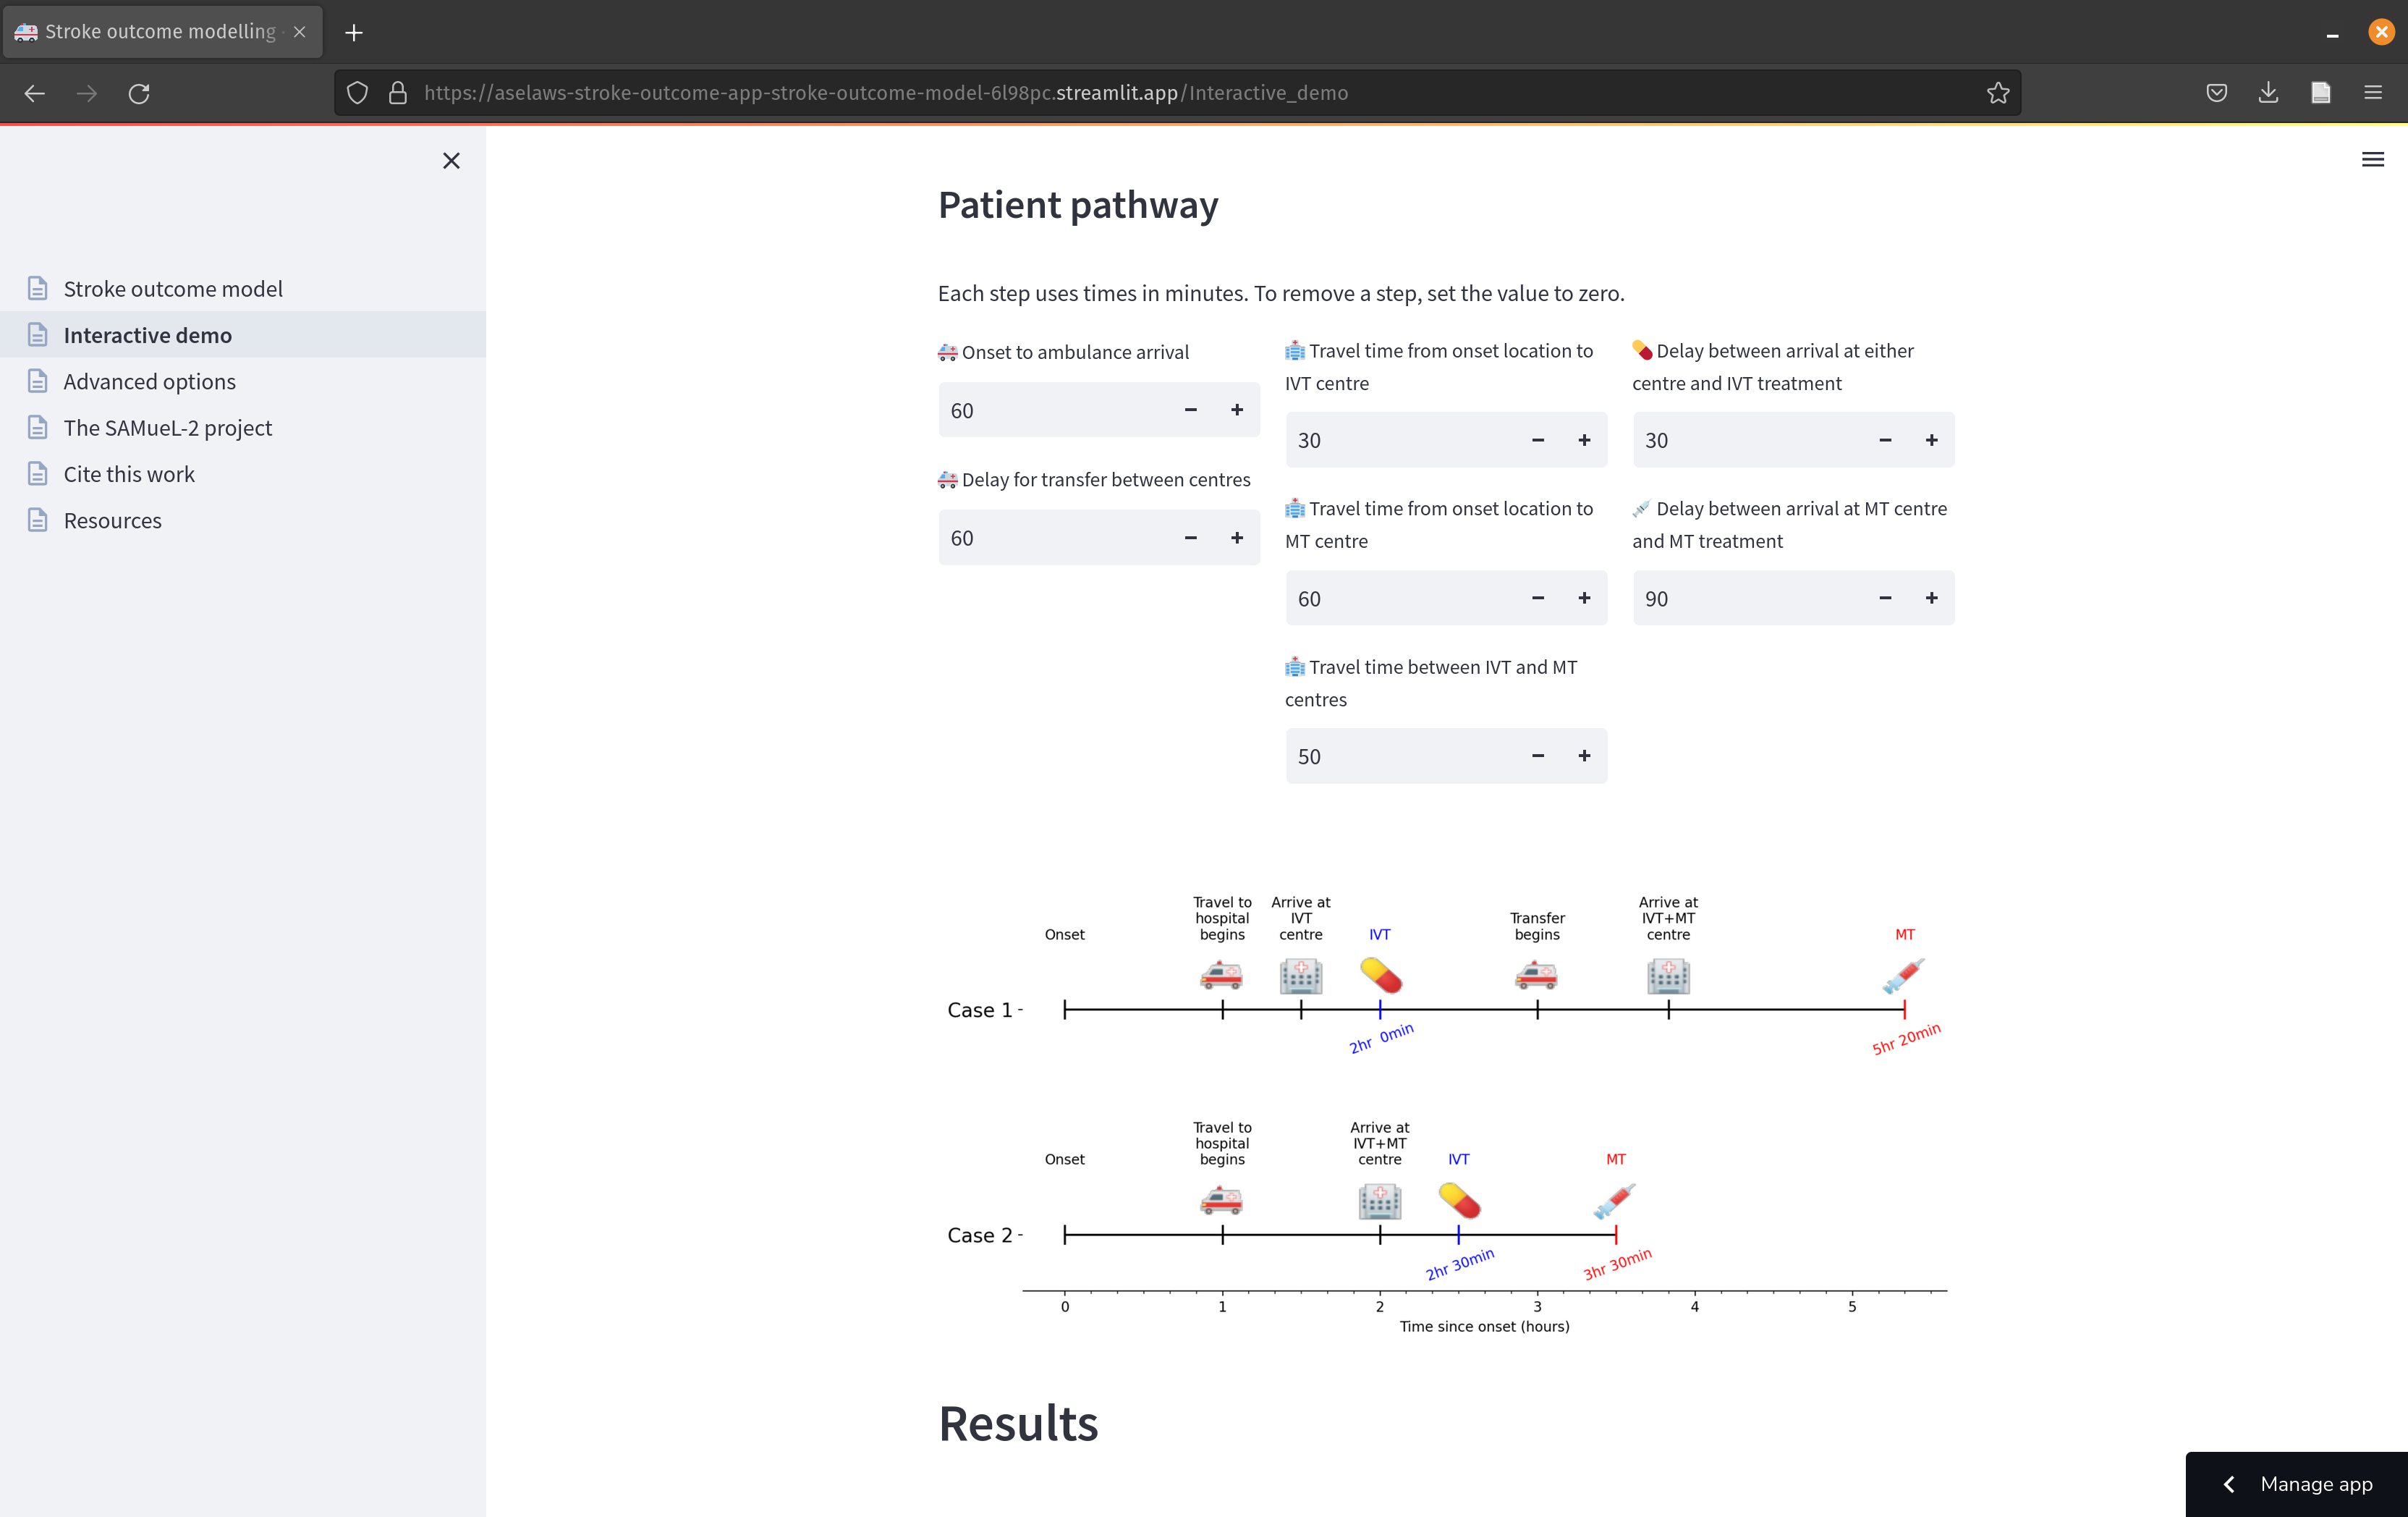 Stroke outcome modelling -
https://aselaws-stroke-outcome-app-stroke-outcome-model-6l98pc.streamlit.app/Interactive_demo
Stroke outcome model
Interactive demo
Advanced options
The SAMueL-2 project
Cite this work
Resources
Patient pathway
Each step uses times in minutes. To remove a step, set the value to zero.
Onset to ambulance arrival
60
Delay for transfer between centres
60
Travel time from onset location to
IVT centre
30
Travel time from onset location to
MT centre
60
Travel time between IVT and MT
centres
50
Delay between arrival at either
centre and IVT treatment
30
Delay between arrival at MT centre
and MT treatment
90
Onset
Travel to
hospital
begins
Arrive at
IVT
centre
IVT
Transfer
begins
Arrive at
IVT+MT
centre
MT
Case 1
2hr 0min
5hr 20min
Onset
Travel to
hospital
begins
Arrive at
IVT+MT
centre
IVT
MT
Case 2
2hr 30min
3hr 30min
0 1 2 3 4 5
Time since onset (hours)
Results
Manage app